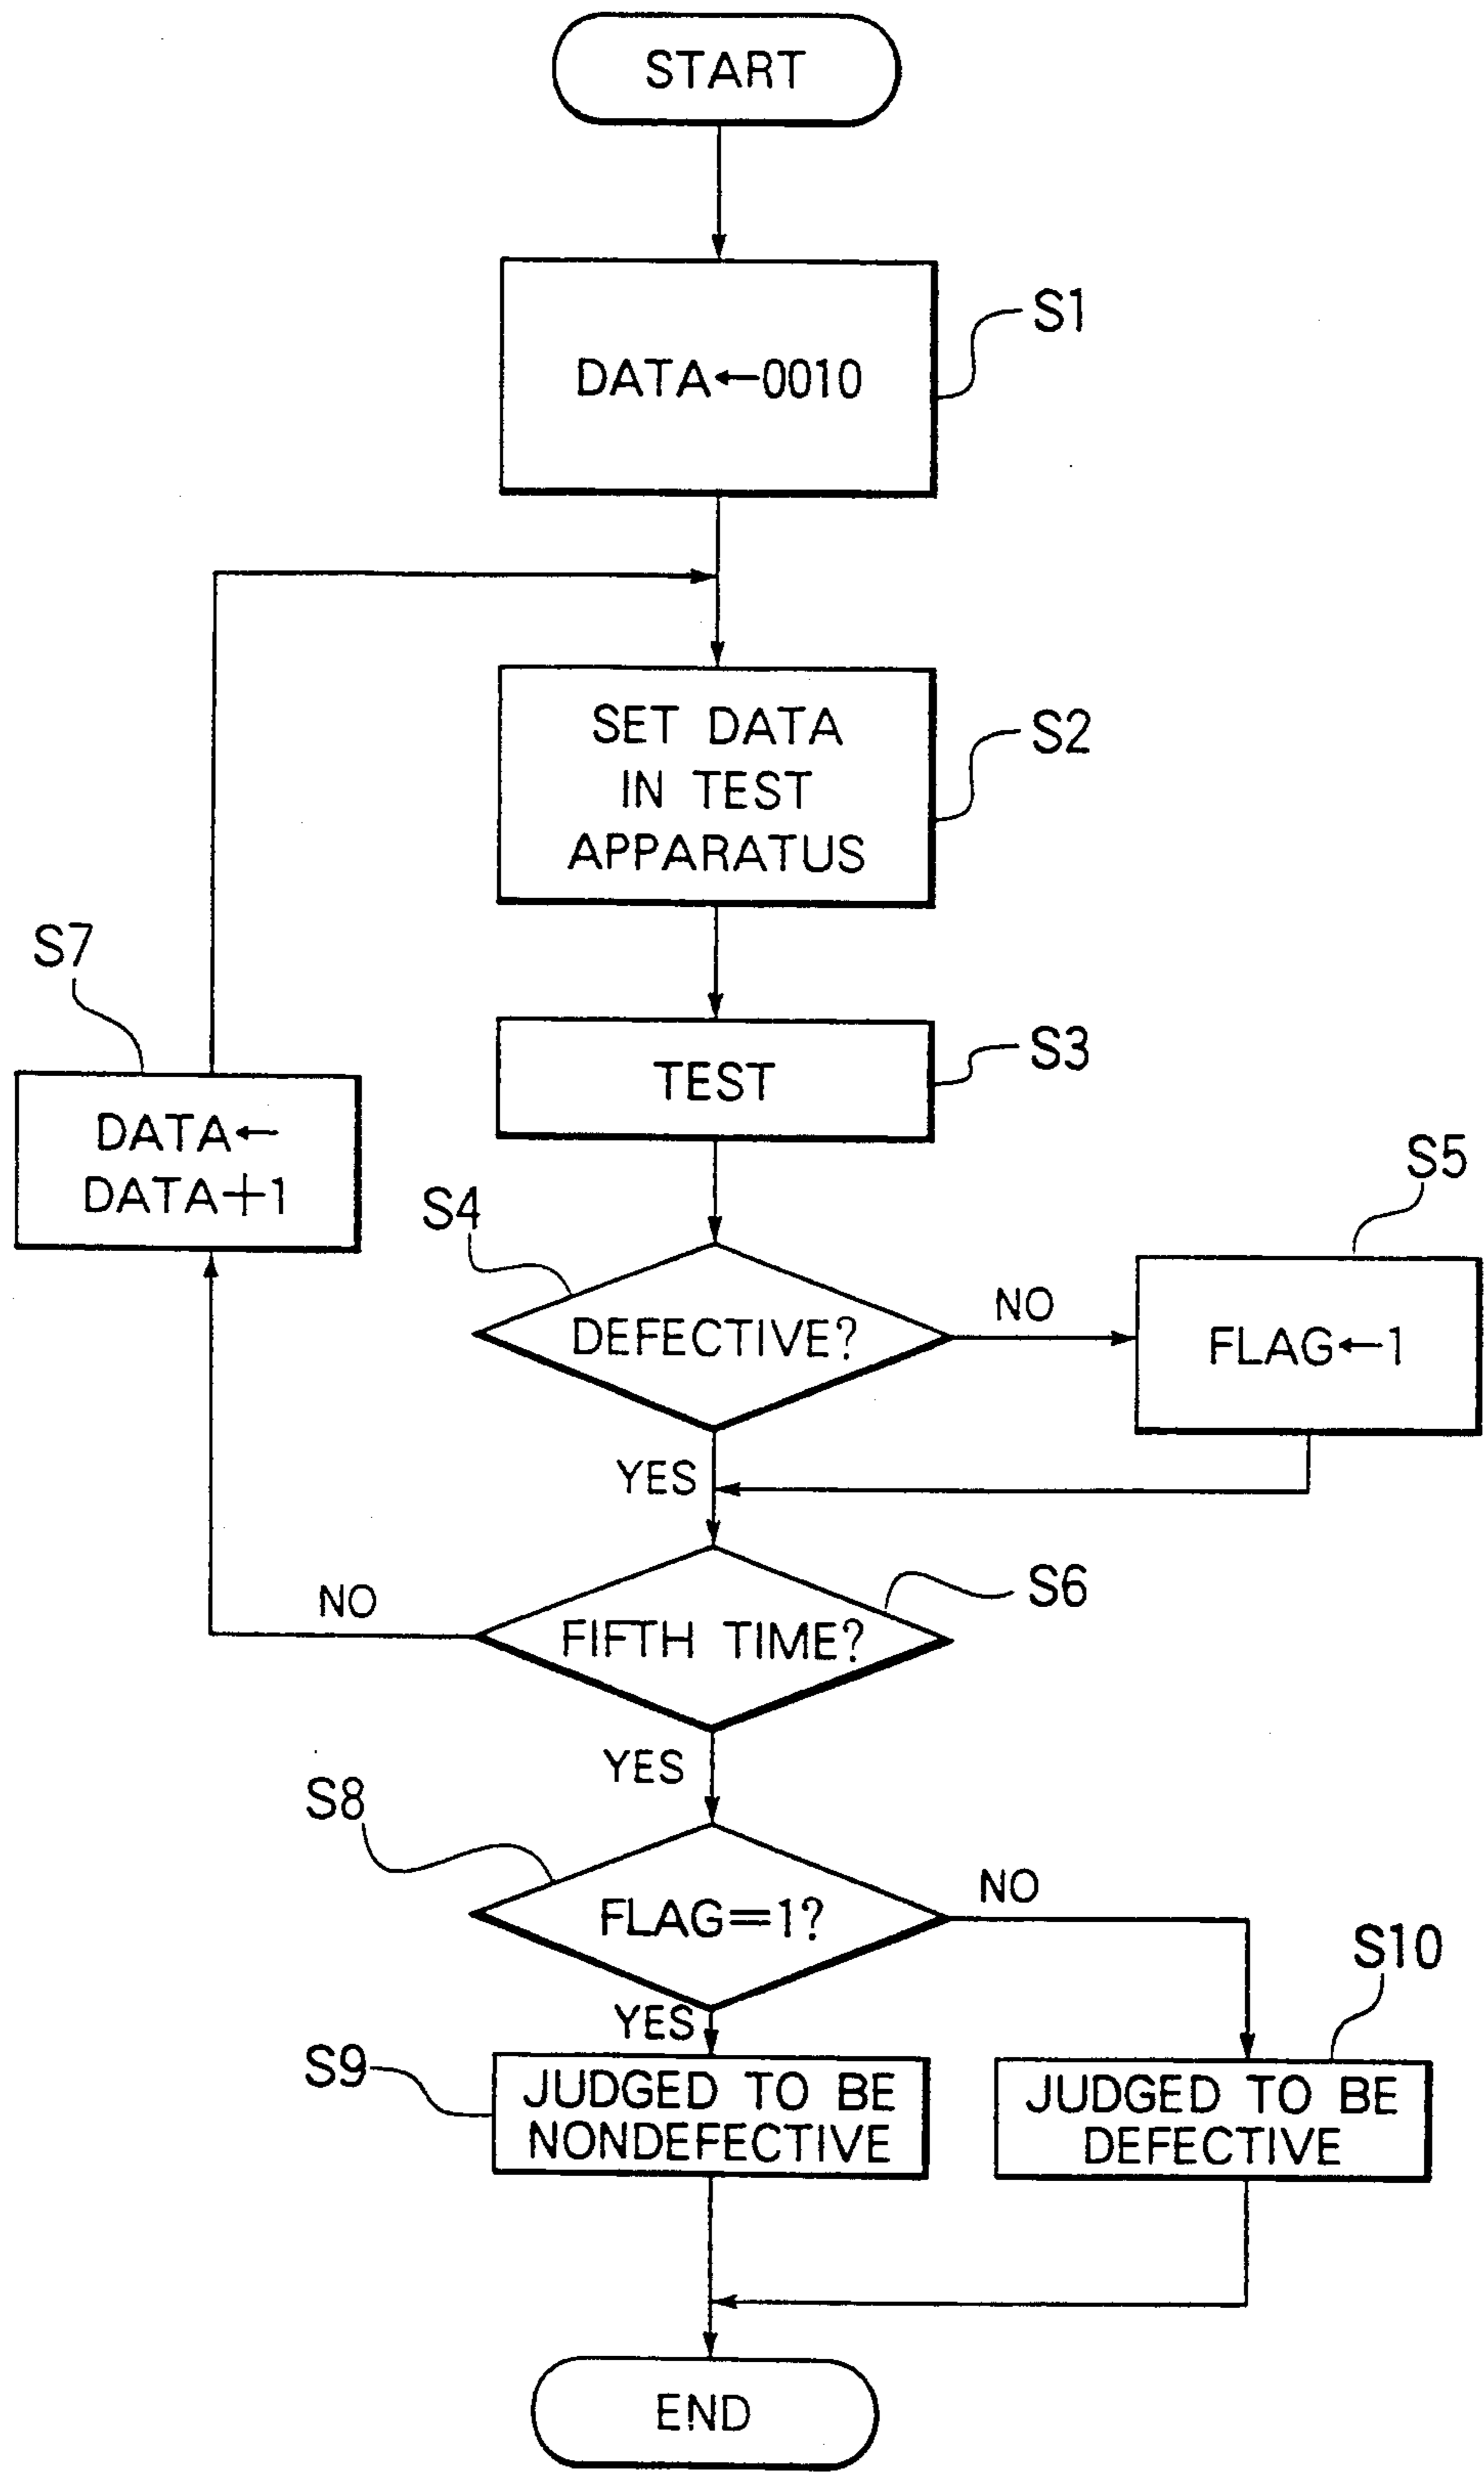 START
S1
DATA←0010
S2
SET DATA
IN TEST
APPARATUS
S7
S3
TEST
DATA←
DATA+1
S5
S4
NO
DEFECTIVE?
FLAG←1
YES
S6
NO
FIFTH TIME?
YES
S8
NO
FLAG=1?
S10
YES
S9
JUDGED TO BE
NONDEFECTIVE
JUDGED TO BE
DEFECTIVE
END